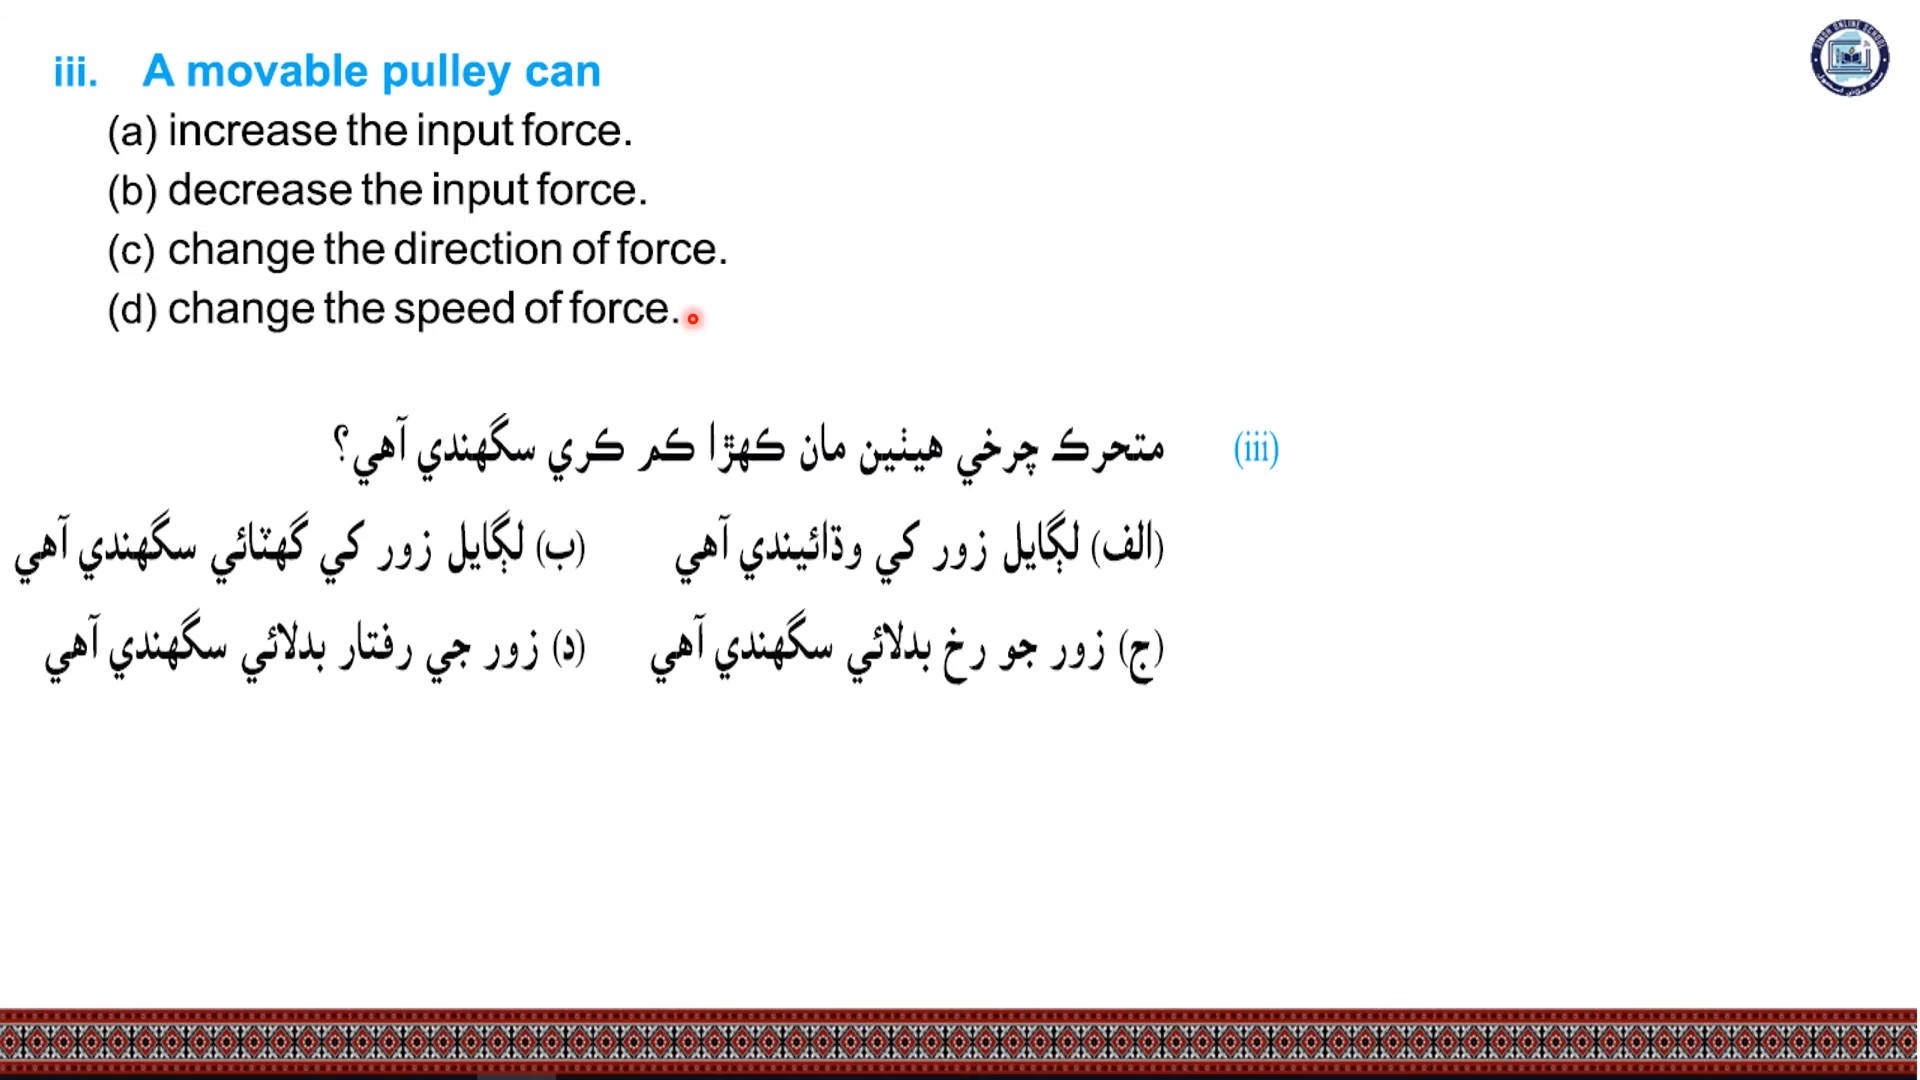 iii. A movable pulley can
(a) increase the input force.
(b) decrease the input force.
(c) change the direction of force.
(d) change the speed of force.
(iii) متحرڪ چرخي هيٺين مان ڪهڙا ڪم ڪري سگهندي آهي؟
(الف) لڳايل زور کي وڌائيندي آهي (ب) لڳايل زور کي گهٽائي سگهندي آهي
(ج) زور جو رخ بدلائي سگهندي آهي (د) زور جي رفتار بدلائي سگهندي آهي